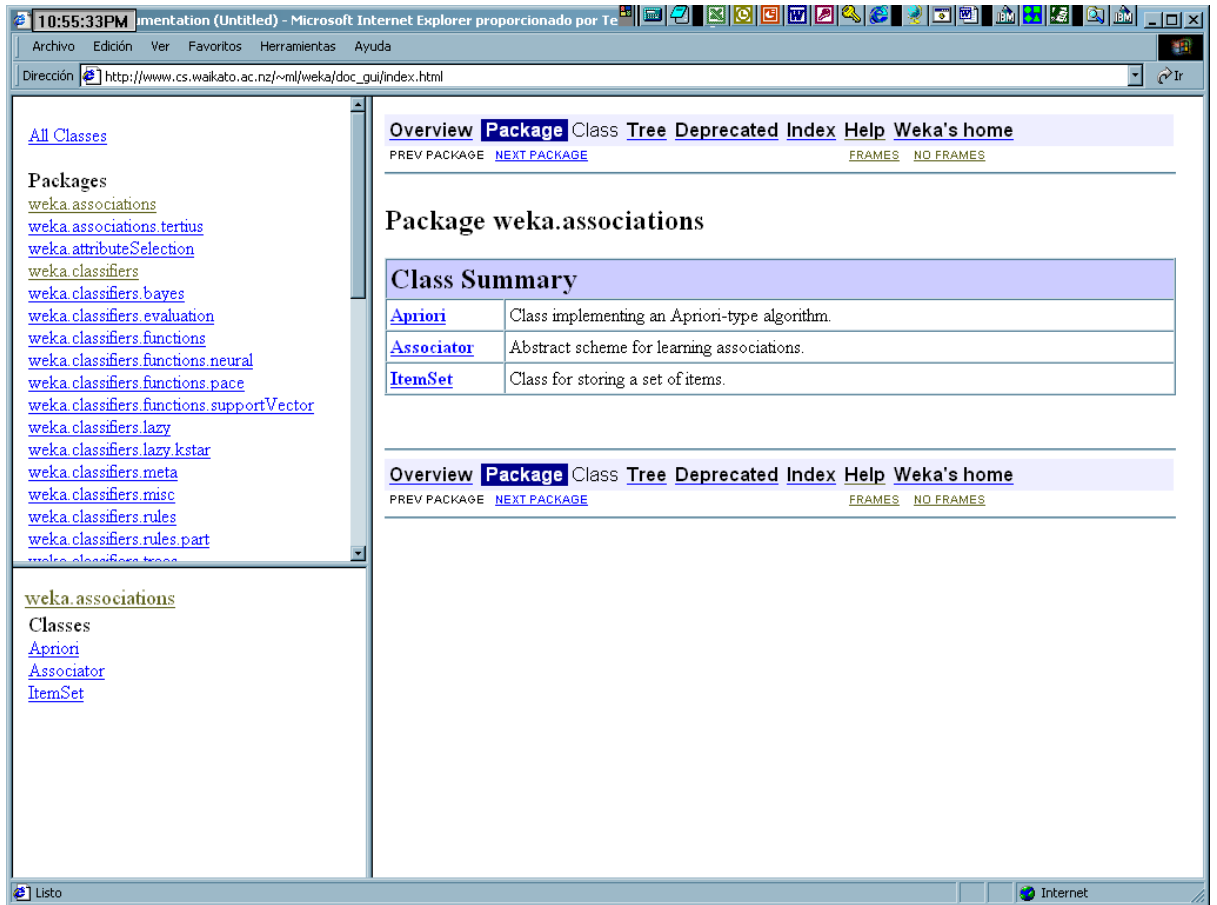 10:55:33PM umentation (Untitled) - Microsoft Internet Explorer proporcionado por Te
Archivo Edición Ver Favoritos Herramientas Ayuda
Dirección http://www.cs.waikato.ac.nz/~ml/weka/doc_gui/index.html Ir
All Classes
Packages
weka.associations
weka.associations.tertius
weka.attributeSelection
weka.classifiers
weka.classifiers.bayes
weka.classifiers.evaluation
weka.classifiers.functions
weka.classifiers.functions.neural
weka.classifiers.functions.pace
weka.classifiers.functions.supportVector
weka.classifiers.lazy
weka.classifiers.lazy.kstar
weka.classifiers.meta
weka.classifiers.misc
weka.classifiers.rules
weka.classifiers.rules.part
weka.classifiers.trees
weka.associations
Classes
Apriori
Associator
ItemSet
Overview Package Class Tree Deprecated Index Help Weka's home
PREV PACKAGE NEXT PACKAGE FRAMES NO FRAMES
Package weka.associations
Class Summary
Apriori Class implementing an Apriori-type algorithm.
Associator Abstract scheme for learning associations.
ItemSet Class for storing a set of items.
Overview Package Class Tree Deprecated Index Help Weka's home
PREV PACKAGE NEXT PACKAGE FRAMES NO FRAMES
Listo Internet